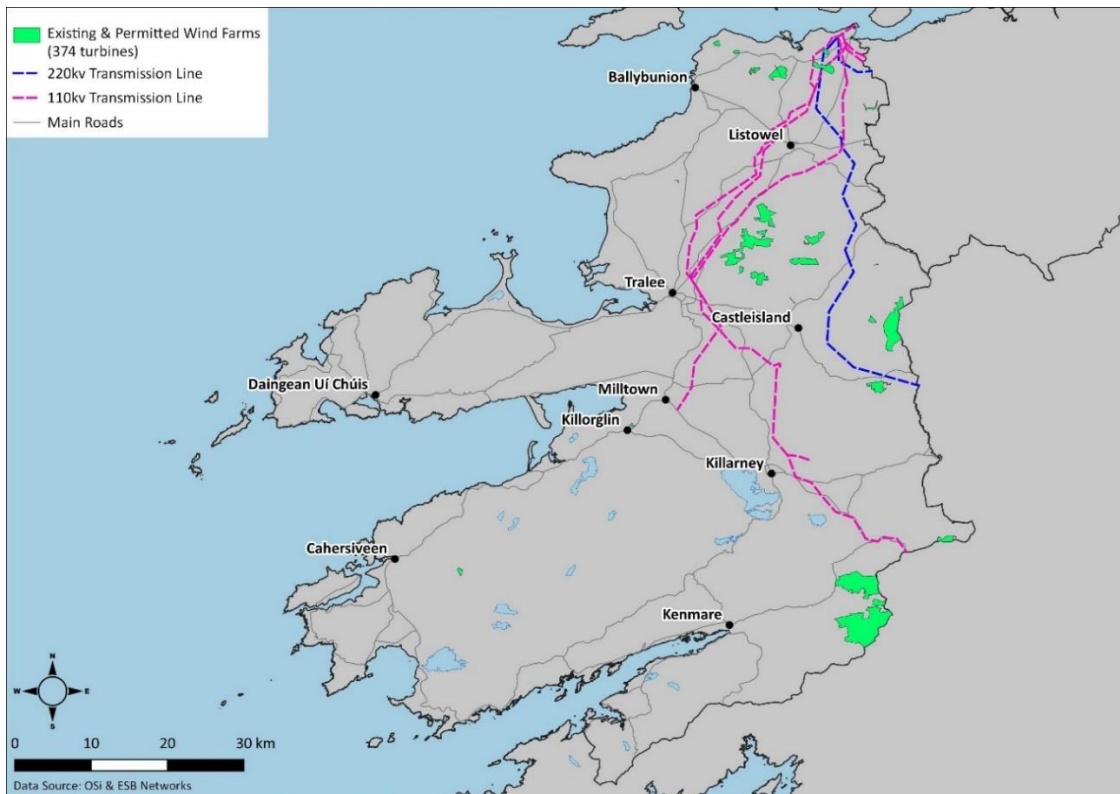 Existing & Permitted Wind Farms
(374 turbines)
220kv Transmission Line
110kv Transmission Line
Main Roads
Ballybunion
Listowel
Tralee
Castleisland
Daingean Uí Chúis
Milltown
Killorglin
Killarney
Cahersiveen
Kenmare
N
W E
S
0 10 20 30 km
Data Source: OSi & ESB Networks